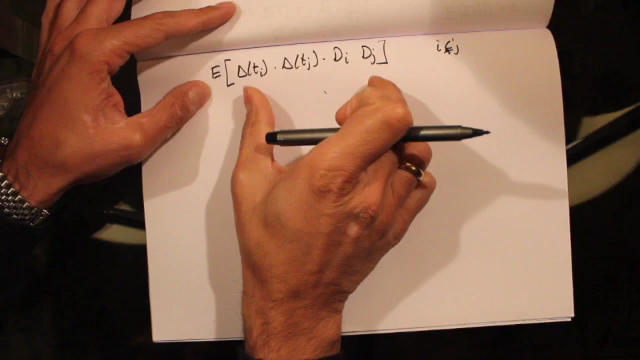 E[Δ(ti) · Δ(tj) · Di Dj] i<j